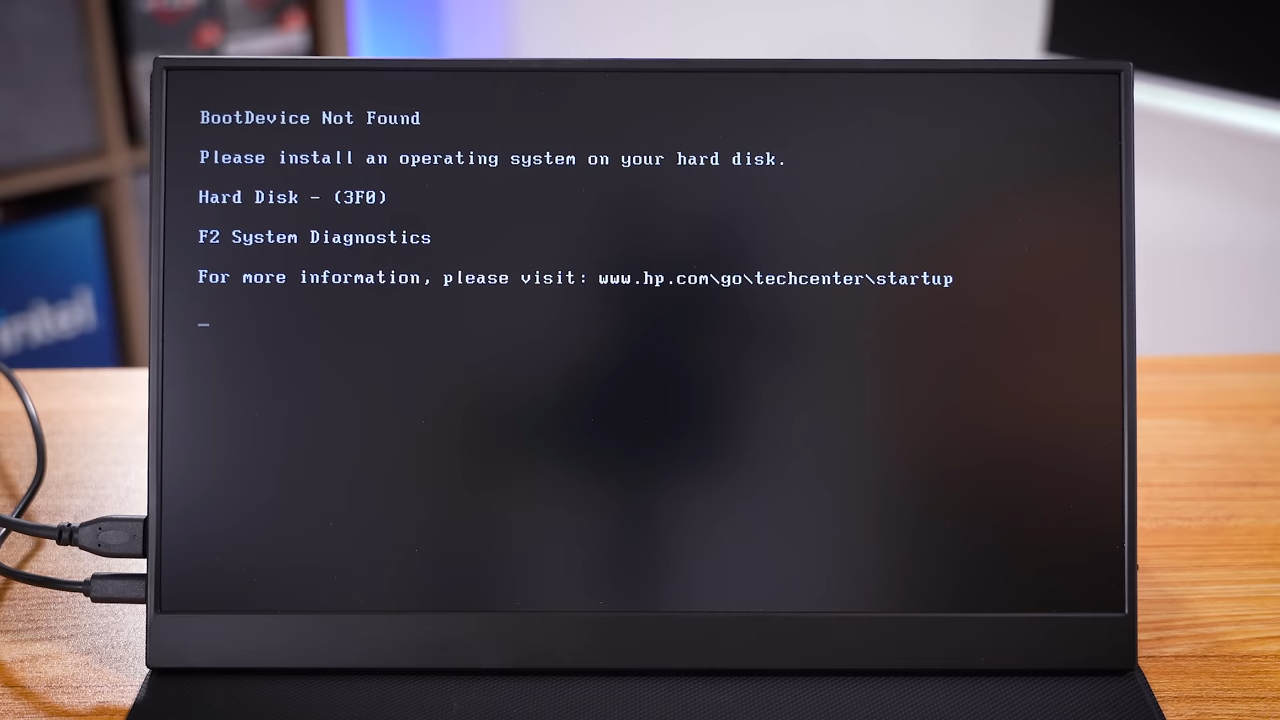 BootDevice Not Found
Please install an operating system on your hard disk.
Hard Disk - (3F0)
F2 System Diagnostics
For more information, please visit: www.hp.com\go\techcenter\startup
_
intel